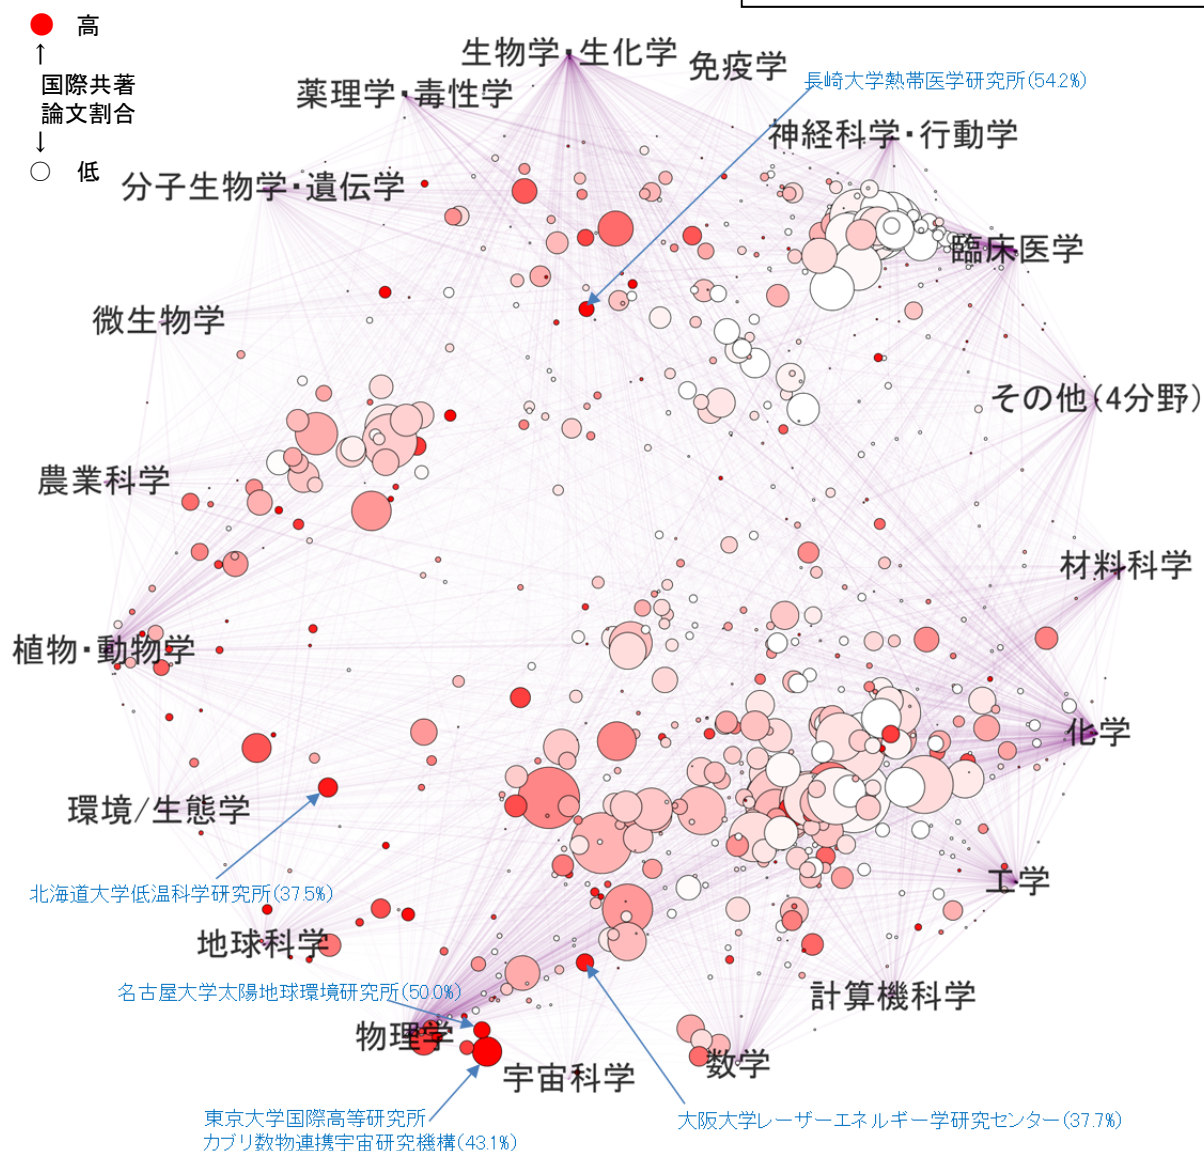 高
↑
国際共著
論文割合
↓
低
生物学・生化学
免疫学
薬理学・毒性学
長崎大学熱帯医学研究所(54.2%)
神経科学・行動学
分子生物学・遺伝学
臨床医学
微生物学
その他(4分野)
農業科学
材料科学
植物・動物学
化学
環境/生態学
北海道大学低温科学研究所(37.5%)
工学
地球科学
名古屋大学太陽地球環境研究所(50.0%)
計算機科学
物理学
宇宙科学
数学
東京大学国際高等研究所
カブリ数物連携宇宙研究機構(43.1%)
大阪大学レーザーエネルギー学研究センター(37.7%)